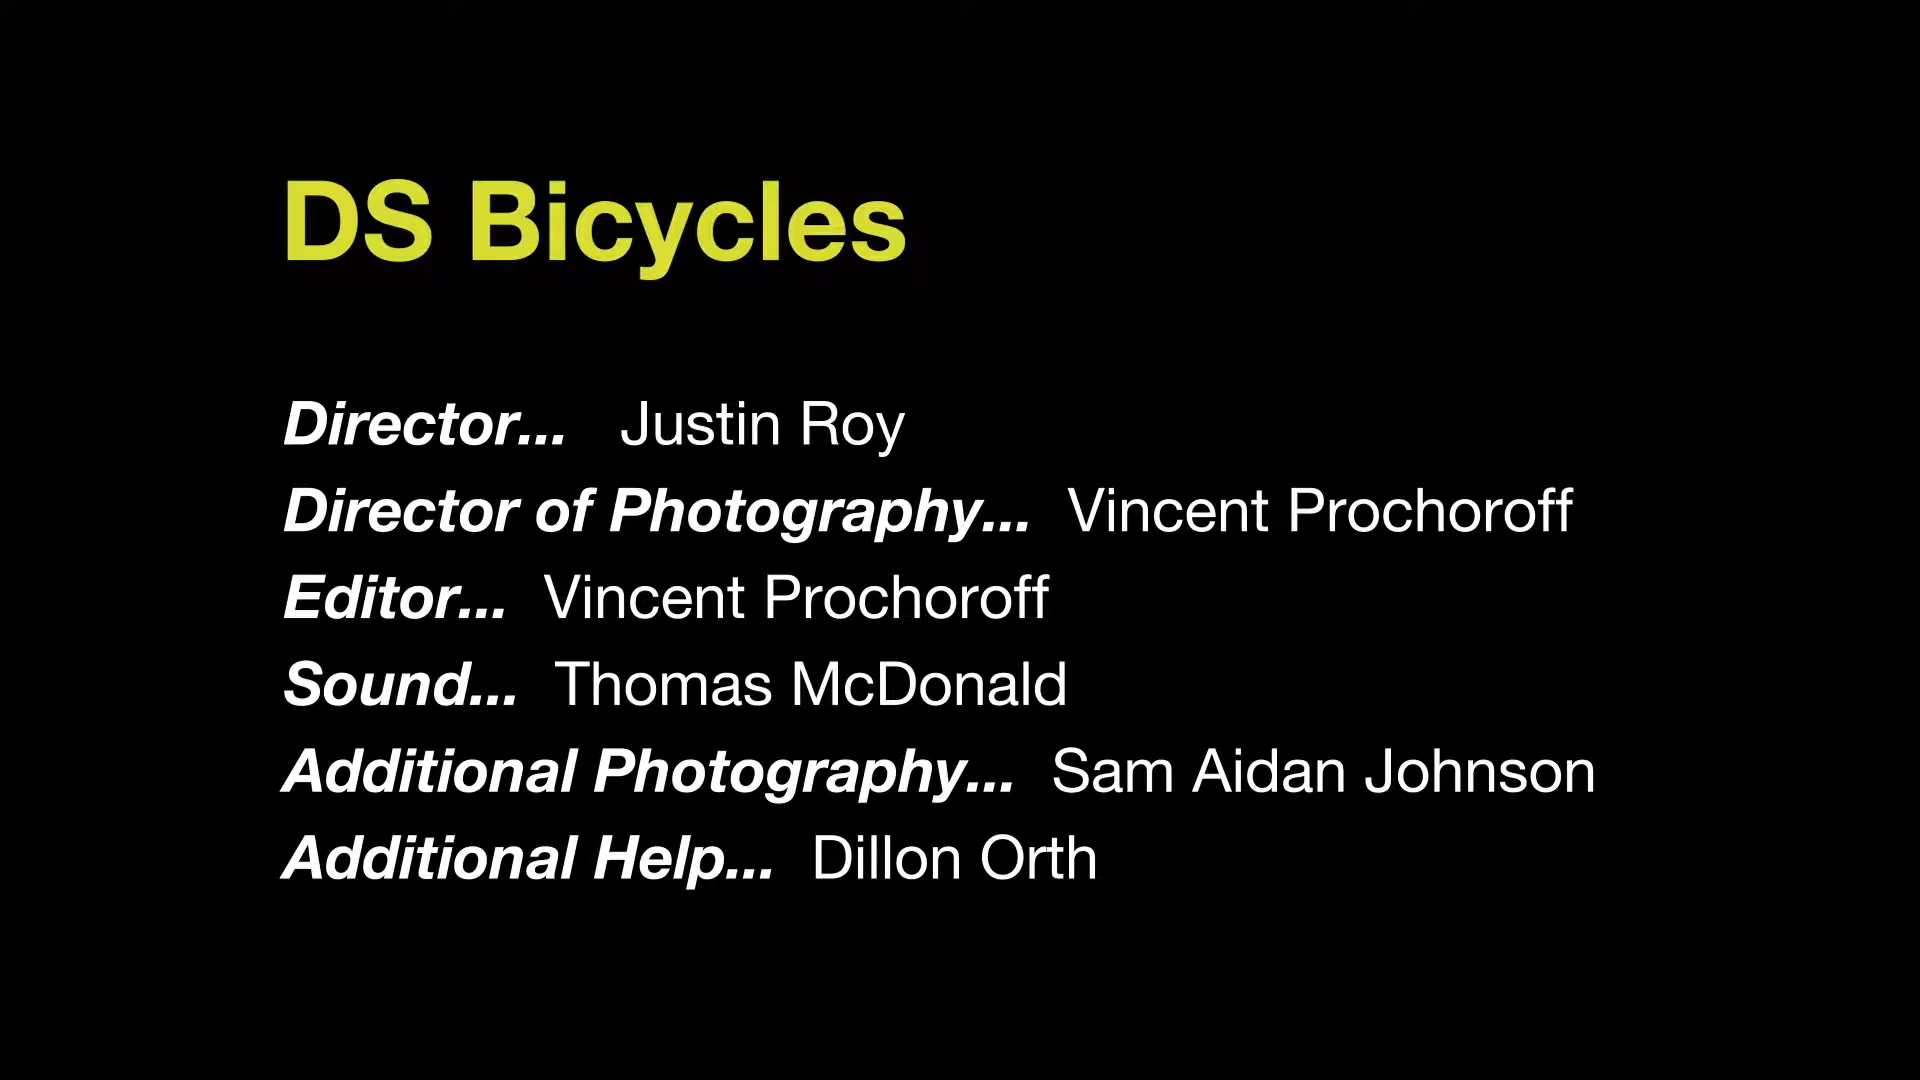 DS Bicycles
Director... Justin Roy
Director of Photography... Vincent Prochoroff
Editor... Vincent Prochoroff
Sound... Thomas McDonald
Additional Photography... Sam Aidan Johnson
Additional Help... Dillon Orth